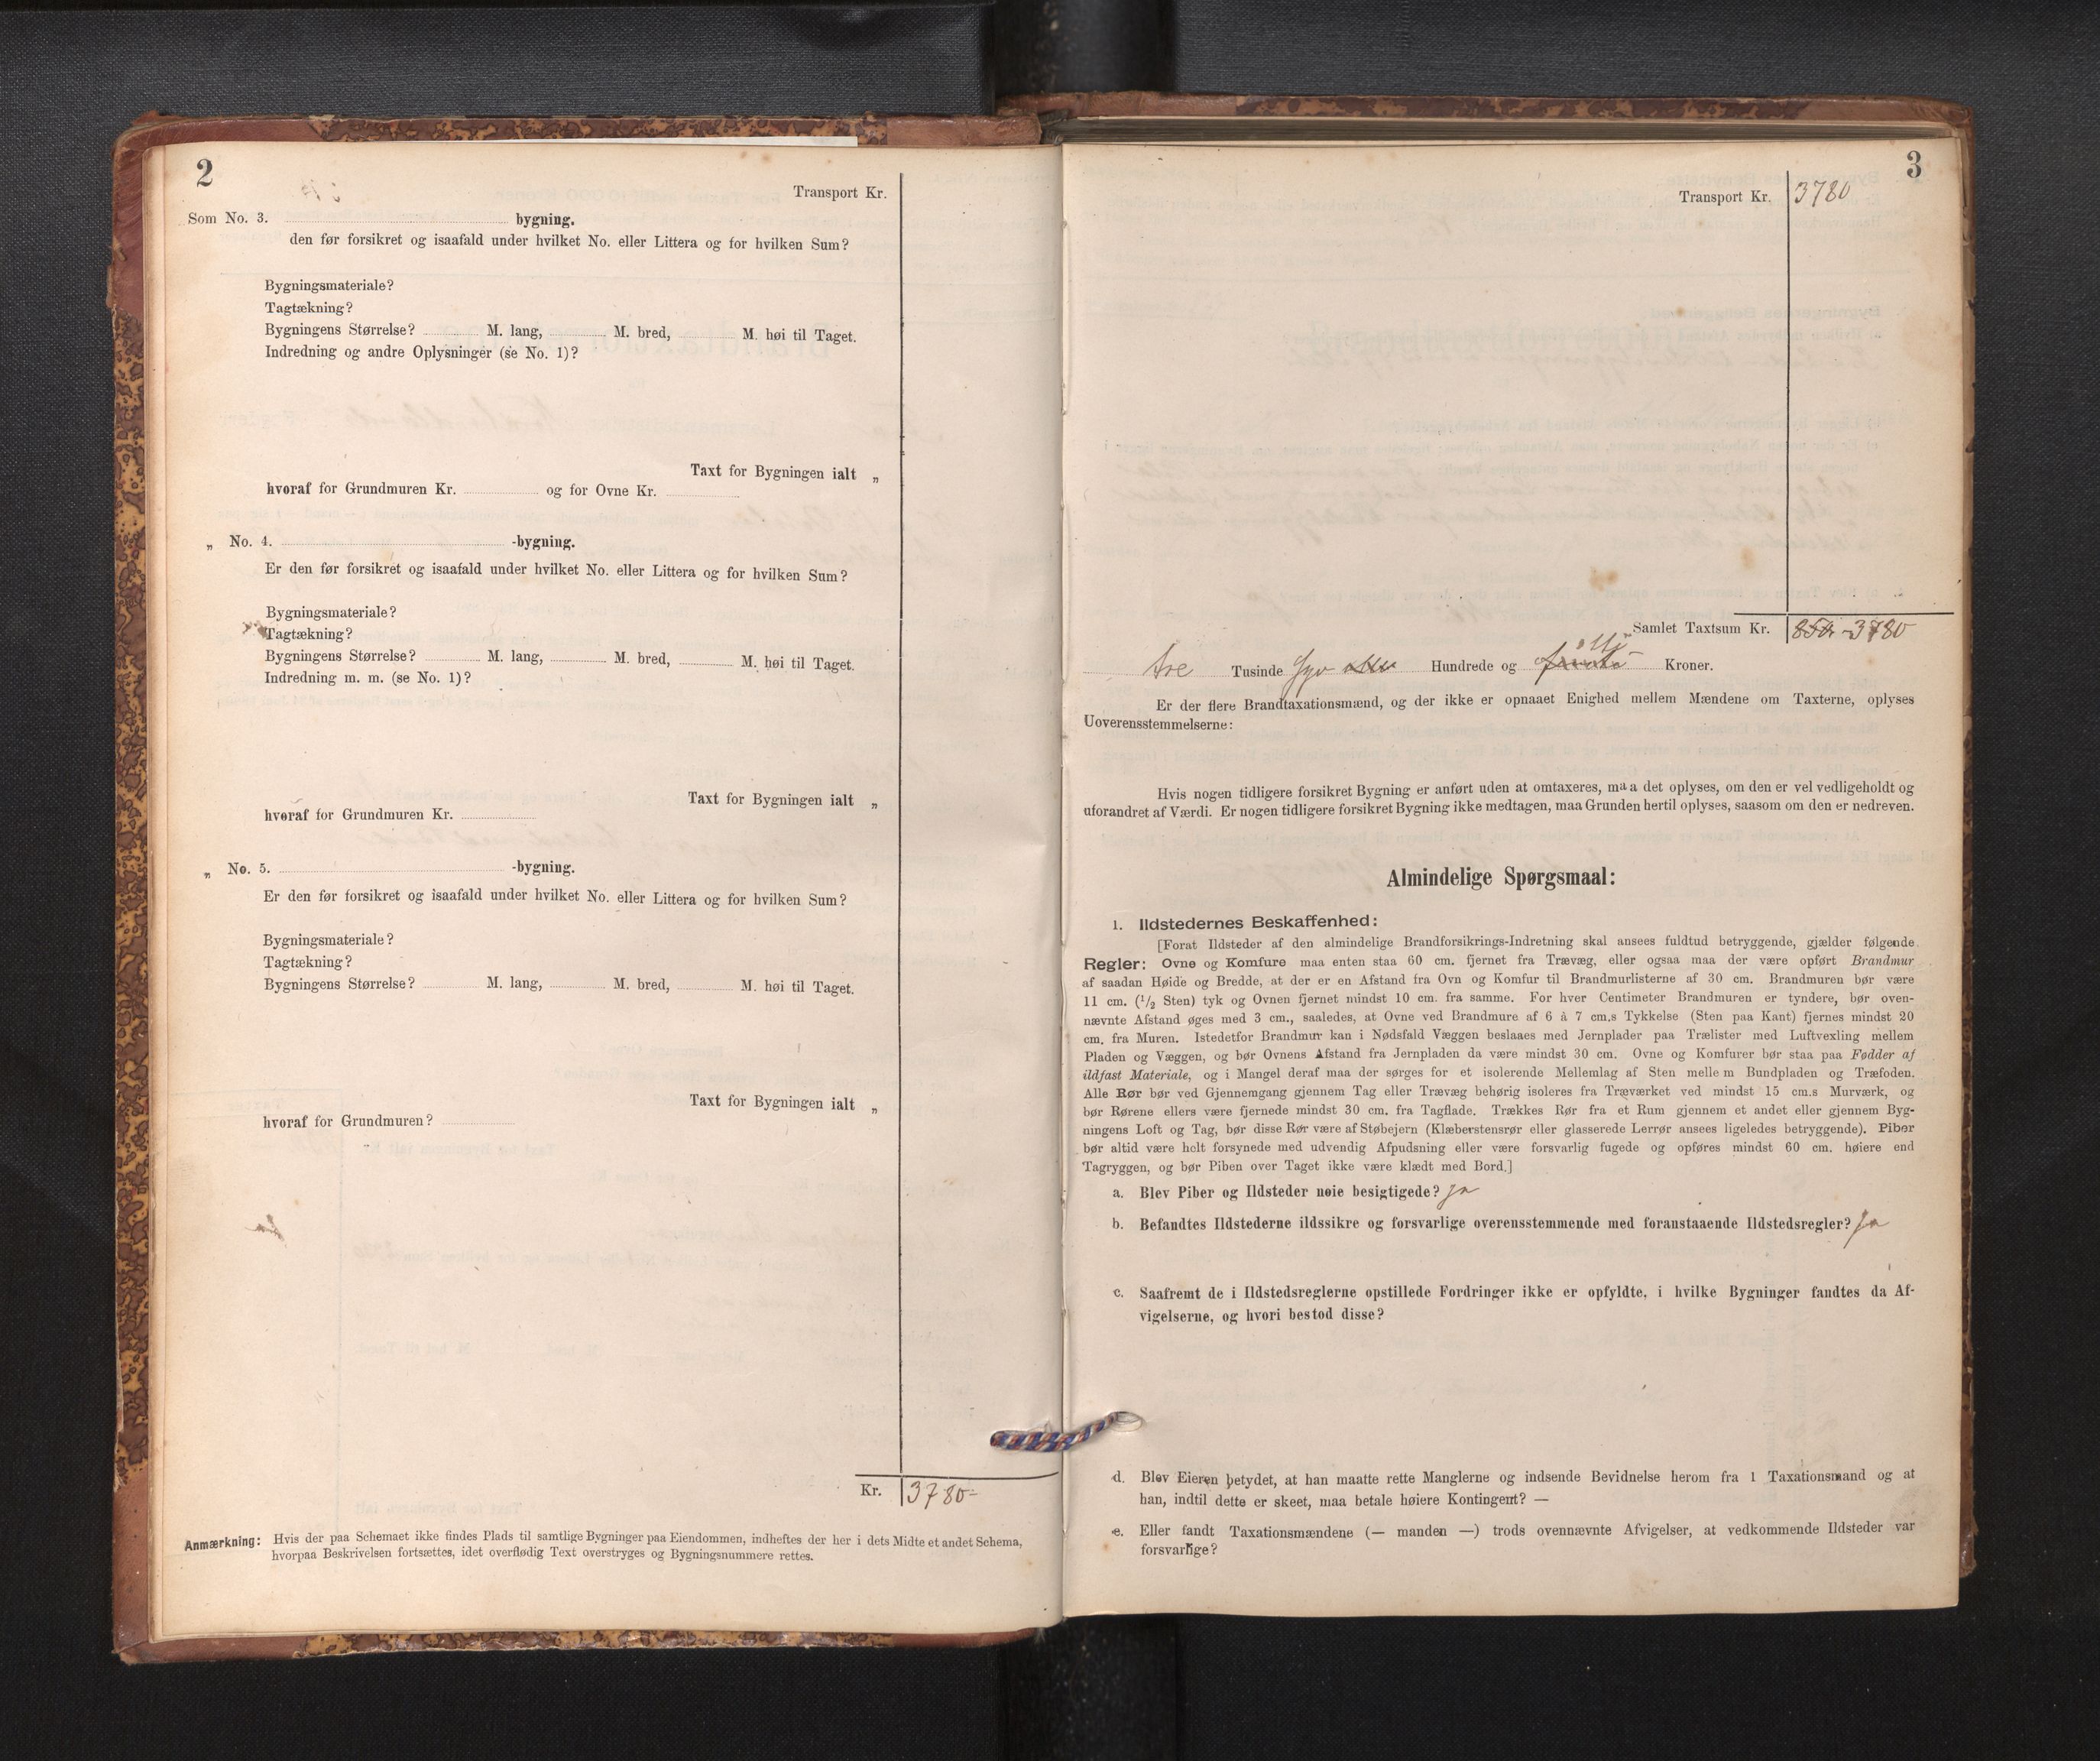 2
Transport Kr.
Som No. 3. bygning.
den før forsikret og isaafald under hvilket No. eller Littera og for hvilken Sum?
Bygningsmateriale?
Tagtækning?
Bygningens Størrelse? M. lang, M. bred, M. høi til Taget.
Indredning og andre Oplysninger (se No. 1)?
Taxt for Bygningen ialt „
hvoraf for Grundmuren Kr. og for Ovne Kr.
„ No. 4. -bygning.
Er den før forsikret og isaafald under hvilket No. eller Littera og for hvilken Sum?
Bygningsmateriale?
Tagtækning?
Bygningens Størrelse? M. lang, M. bred, M. høi til Taget.
Indredning m. m. (se No. 1)?
Taxt for Bygningen ialt „
hvoraf for Grundmuren Kr.
„ No. 5. -bygning.
Er den før forsikret og isaafald under hvilket No. eller Littera og for hvilken Sum?
Bygningsmateriale?
Tagtækning?
Bygningens Størrelse? M. lang, M. bred, M. høi til Taget.
Taxt for Bygningen ialt „
hvoraf for Grundmuren?
Kr. 3780=
Anmærkning: Hvis der paa Schemaet ikke findes Plads til samtlige Bygninger paa Eiendommen, indheftes der her i dets Midte et andet Schema,
hvorpaa Beskrivelsen fortsættes, idet overflødig Text overstryges og Bygningsnummere rettes.
3
Transport Kr. 3780
Samlet Taxtsum Kr. 3780
tre Tusinde syv Hundrede og otti Kroner.
Er der flere Brandtaxationsmænd, og der ikke er opnaaet Enighed mellem Mændene om Taxterne, oplyses
Uoverensstemmelserne:
Hvis nogen tidligere forsikret Bygning er anført uden at omtaxeres, maa det oplyses, om den er vel vedligeholdt og
uforandret af Værdi. Er nogen tidligere forsikret Bygning ikke medtagen, maa Grunden hertil oplyses, saasom om den er nedreven.
Almindelige Spørgsmaal:
1. Ildstedernes Beskaffenhed:
[Forat Ildsteder af den almindelige Brandforsikrings-Indretning skal ansees fuldtud betryggende, gjælder følgende
Regler: Ovne og Komfure maa enten staa 60 cm. fjernet fra Trævæg, eller ogsaa maa der være opført Brandmur
af saadan Høide og Bredde, at der er en Afstand fra Ovn og Komfur til Brandmurlisterne af 30 cm. Brandmuren bør være
11 cm. (1/2 Sten) tyk og Ovnen fjernet mindst 10 cm. fra samme. For hver Centimeter Brandmuren er tyndere, bør oven-
nævnte Afstand øges med 3 cm., saaledes, at Ovne ved Brandmure af 6 à 7 cm.s Tykkelse (Sten paa Kant) fjernes mindst 20
cm. fra Muren. Istedetfor Brandmur kan i Nødsfald Væggen beslaaes med Jernplader paa Trælister med Luftvexling mellem
Pladen og Væggen, og bør Ovnens Afstand fra Jernpladen da være mindst 30 cm. Ovne og Komfurer bør staa paa Fødder af
ildfast Materiale, og i Mangel deraf maa der sørges for et isolerende Mellemlag af Sten mellem Bundpladen og Træfoden.
Alle Rør bør ved Gjennemgang gjennem Tag eller Trævæg behørig isoleres fra Træværket ved mindst 15 cm.s Murværk, og
bør Rørene ellers være fjernede mindst 30 cm. fra Tagflade. Trækkes Rør fra et Rum gjennem et andet eller gjennem Byg-
ningens Loft og Tag, bør disse Rør være af Støbejern (Klæberstensrør eller glasserede Lerrør ansees ligeledes betryggende). Piber
bør altid være helt forsynede med udvendig Afpudsning eller være forsvarlig fugede og opføres mindst 60 cm. høiere end
Tagryggen, og bør Piben over Taget ikke være klædt med Bord.]
a. Blev Piber og Ildsteder nøie besigtigede? ja
b. Befandtes Ildstederne ildssikre og forsvarlige overensstemmende med foranstaaende Ildstedsregler? ja
c. Saafremt de i Ildstedsreglerne opstillede Fordringer ikke er opfyldte, i hvilke Bygninger fandtes da Af-
vigelserne, og hvori bestod disse?
d. Blev Eieren betydet, at han maatte rette Manglerne og indsende Bevidnelse herom fra 1 Taxationsmand og at
han, indtil dette er skeet, maa betale høiere Kontingent? —
e. Eller fandt Taxationsmændene (— manden —) trods ovennævnte Afvigelser, at vedkommende Ildsteder var
forsvarlige?